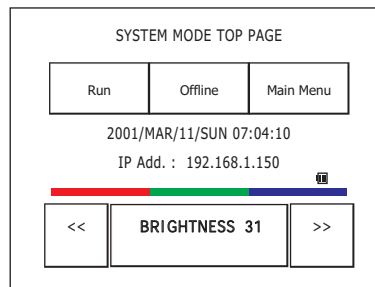 SYSTEM MODE TOP PAGE
Run Offline Main Menu
2001/MAR/11/SUN 07:04:10
IP Add. : 192.168.1.150
<< BRIGHTNESS 31 >>